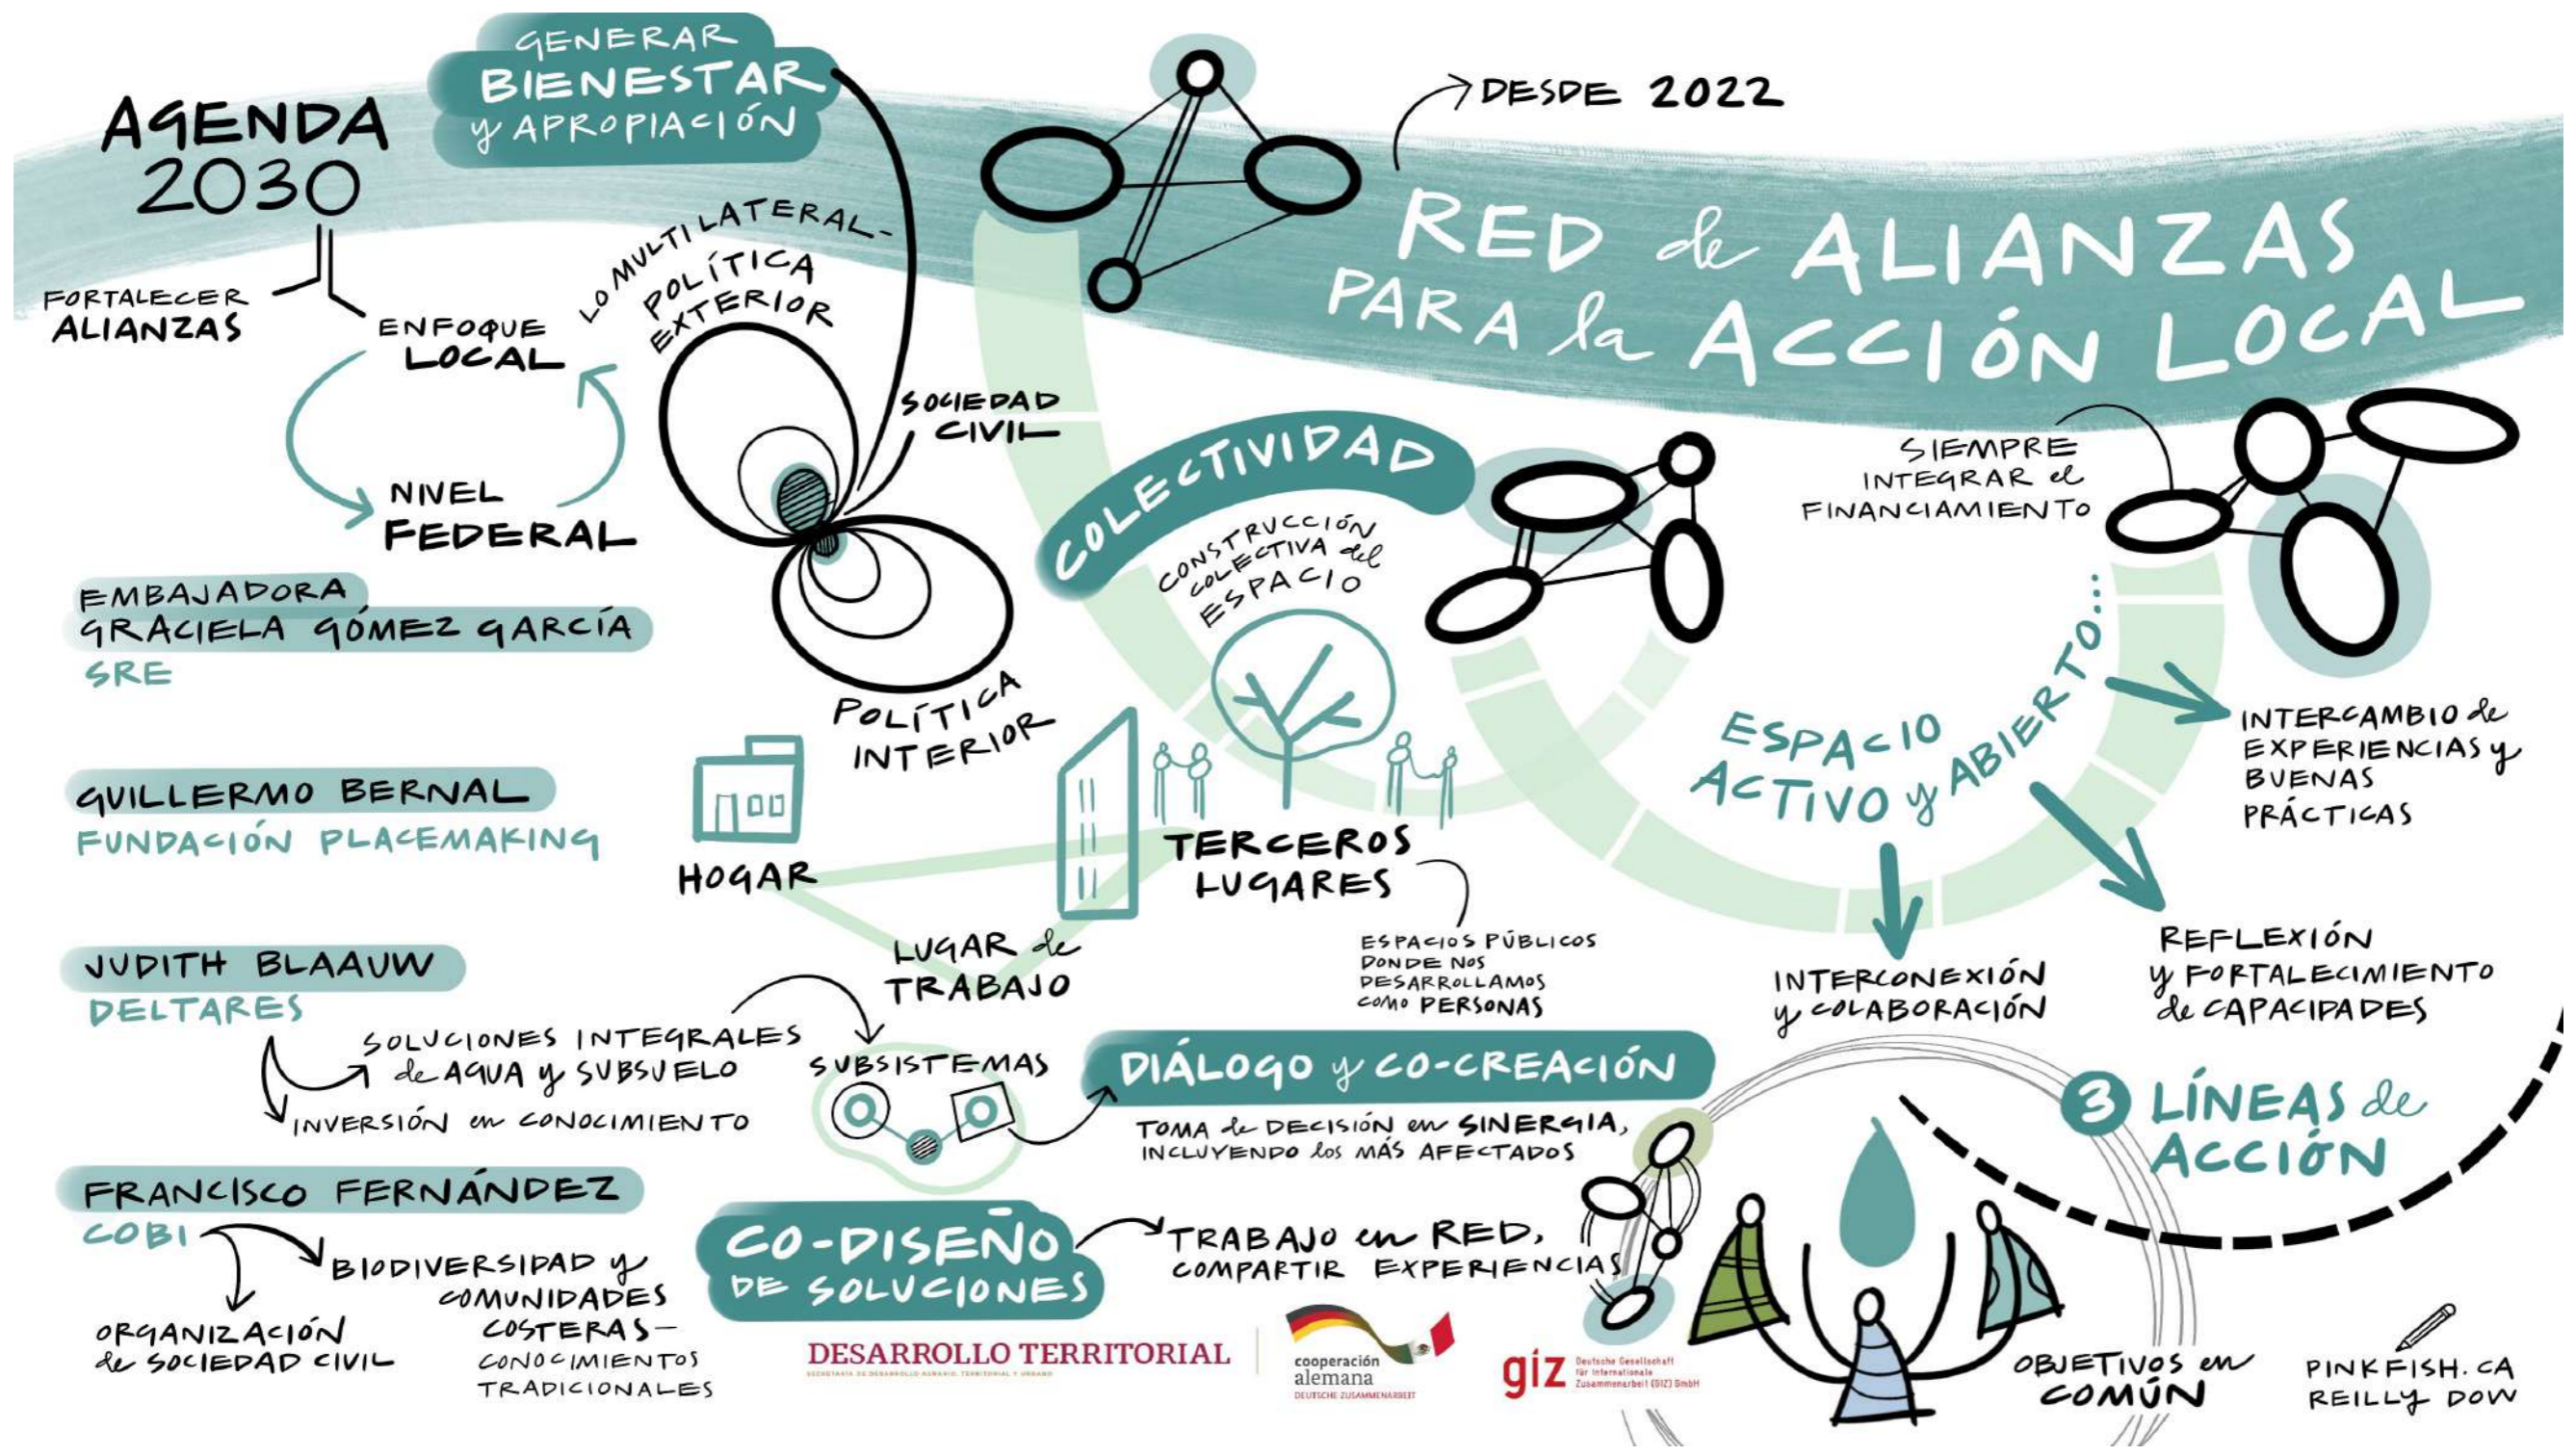 GENERAR
BIENESTAR
y APROPIACIÓN
AGENDA
2030
FORTALECER
ALIANZAS
ENFOQUE
LOCAL
NIVEL
FEDERAL
LO MULTILATERAL-
POLÍTICA
EXTERIOR
SOCIEDAD
CIVIL
POLÍTICA
INTERIOR
DESDE 2022
RED de ALIANZAS
PARA la ACCIÓN LOCAL
EMBAJADORA
GRACIELA GÓMEZ GARCÍA
SRE
COLECTIVIDAD
CONSTRUCCIÓN
COLECTIVA del
ESPACIO
SIEMPRE
INTEGRAR el
FINANCIAMIENTO
GUILLERMO BERNAL
FUNDACIÓN PLACEMAKING
HOGAR
LUGAR de
TRABAJO
TERCEROS
LUGARES
ESPACIOS PÚBLICOS
DONDE NOS
DESARROLLAMOS
COMO PERSONAS
ESPACIO
ACTIVO y ABIERTO...
INTERCAMBIO de
EXPERIENCIAS y
BUENAS
PRÁCTICAS
REFLEXIÓN
y FORTALECIMIENTO
de CAPACIDADES
INTERCONEXIÓN
y COLABORACIÓN
JUDITH BLAAUW
DELTARES
SOLUCIONES INTEGRALES
de AGUA y SUBSUELO
INVERSIÓN en CONOCIMIENTO
SUBSISTEMAS
DIÁLOGO y CO-CREACIÓN
TOMA de DECISIÓN en SINERGIA,
INCLUYENDO los MÁS AFECTADOS
3 LÍNEAS de
ACCIÓN
FRANCISCO FERNÁNDEZ
COBI
ORGANIZACIÓN
de SOCIEDAD CIVIL
BIODIVERSIDAD y
COMUNIDADES
COSTERAS-
CONOCIMIENTOS
TRADICIONALES
CO-DISEÑO
DE SOLUCIONES
TRABAJO en RED,
COMPARTIR EXPERIENCIAS
OBJETIVOS en
COMÚN
DESARROLLO TERRITORIAL
SECRETARÍA DE DESARROLLO AGRARIO, TERRITORIAL Y URBANO
cooperación
alemana
DEUTSCHE ZUSAMMENARBEIT
giz
Deutsche Gesellschaft
für Internationale
Zusammenarbeit (GIZ) GmbH
PINKFISH.CA
REILLY DOW